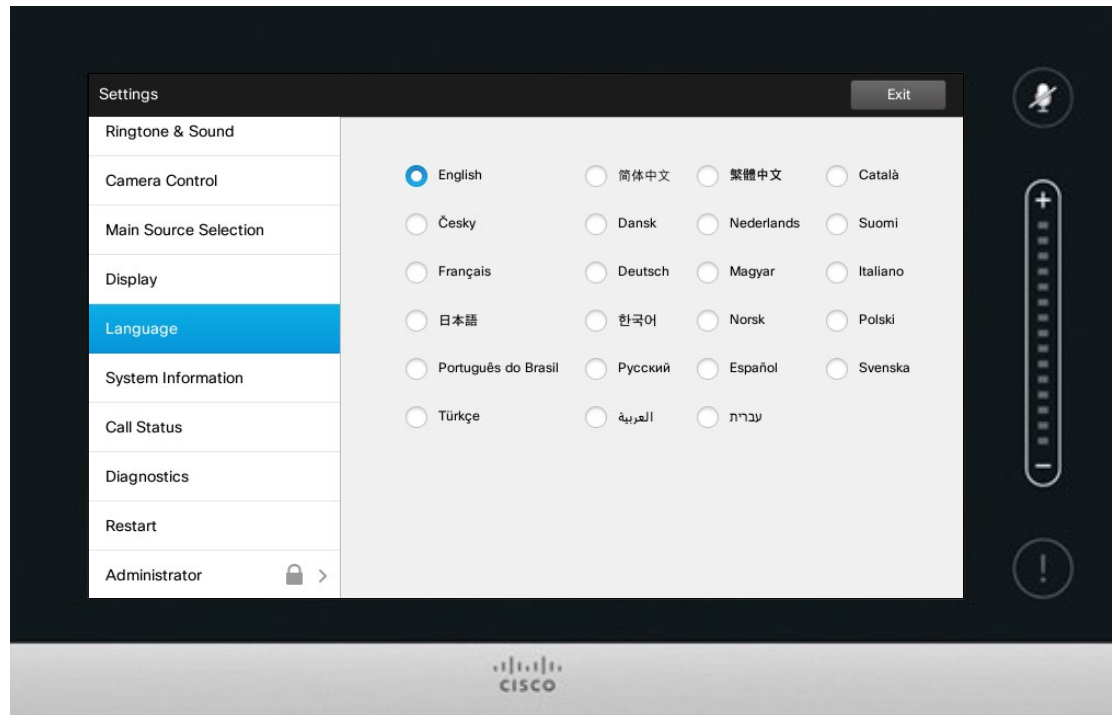 Settings
Exit
Ringtone & Sound
Camera Control
Main Source Selection
Display
Language
System Information
Call Status
Diagnostics
Restart
Administrator
English 简体中文 繁體中文 Català
Česky Dansk Nederlands Suomi
Français Deutsch Magyar Italiano
日本語 한국어 Norsk Polski
Português do Brasil Русский Español Svenska
Türkçe العربية עברית
+
−
!
CISCO